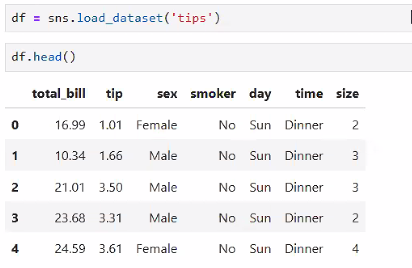 df = sns.load_dataset('tips')
df.head()
total_bill tip sex smoker day time size
0 16.99 1.01 Female No Sun Dinner 2
1 10.34 1.66 Male No Sun Dinner 3
2 21.01 3.50 Male No Sun Dinner 3
3 23.68 3.31 Male No Sun Dinner 2
4 24.59 3.61 Female No Sun Dinner 4